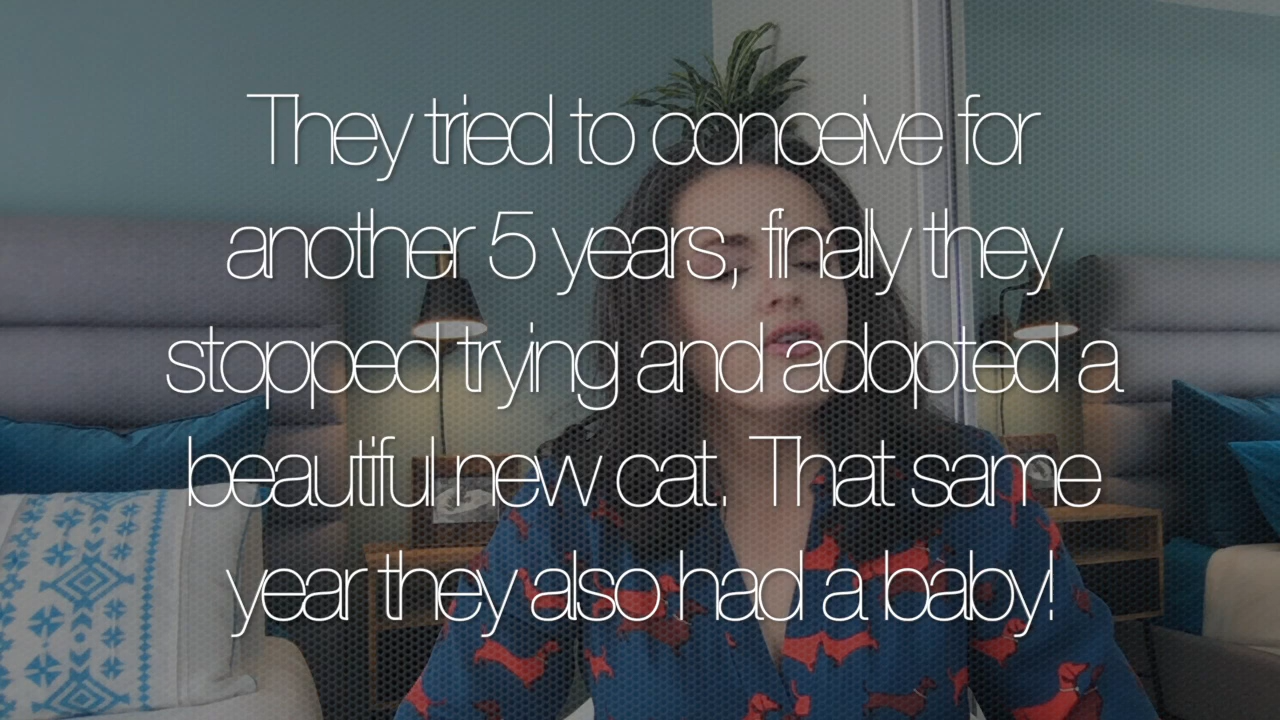 They tried to conceive for
another 5 years, finally they
stopped trying and adopted a
beautiful new cat. That same
year they also had a baby!